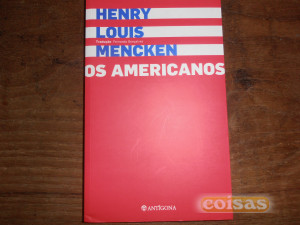 HENRY
LOUIS
MENCKEN
OS AMERICANOS
ANTÍGONA
coisas